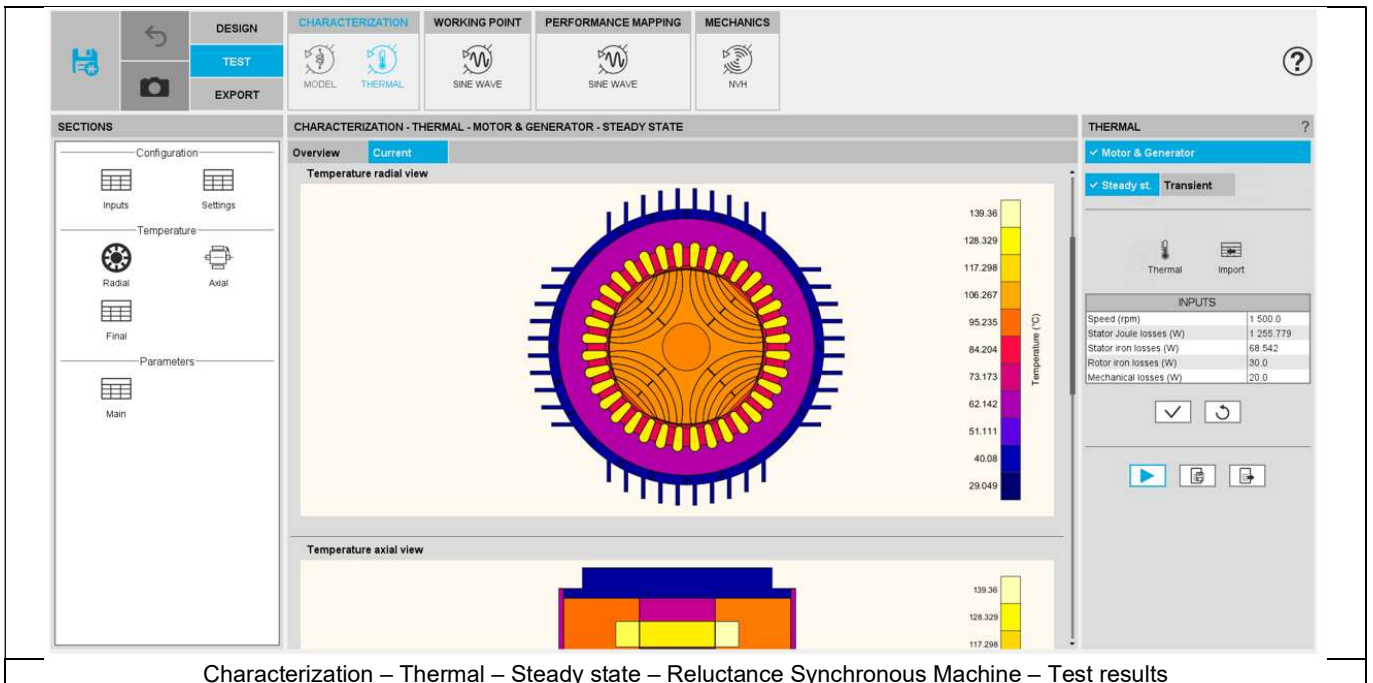 DESIGN
TEST
EXPORT
CHARACTERIZATION
MODEL
THERMAL
WORKING POINT
SINE WAVE
PERFORMANCE MAPPING
SINE WAVE
MECHANICS
NVH
?
SECTIONS
Configuration
Inputs Settings
Temperature
Radial Axial
Final
Parameters
Main
CHARACTERIZATION - THERMAL - MOTOR & GENERATOR - STEADY STATE
Overview Current
Temperature radial view
139.36
128.329
117.298
106.267
95.235
84.204
73.173
62.142
51.111
40.08
29.049
Temperature (°C)
Temperature axial view
139.36
128.329
117.298
THERMAL ?
Motor & Generator
Steady st. Transient
Thermal Import
INPUTS
Speed (rpm) 1 500.0
Stator Joule losses (W) 1 255.779
Stator iron losses (W) 68.542
Rotor iron losses (W) 30.0
Mechanical losses (W) 20.0
Characterization – Thermal – Steady state – Reluctance Synchronous Machine – Test results